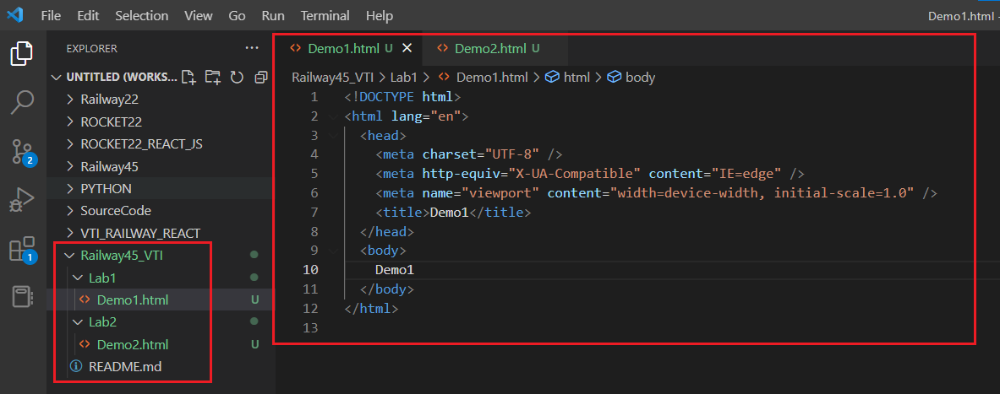 File Edit Selection View Go Run Terminal Help
Demo1.html -
EXPLORER ...
UNTITLED (WORKS...
Railway22
ROCKET22
ROCKET22_REACT_JS
Railway45
PYTHON
SourceCode
VTI_RAILWAY_REACT
Railway45_VTI
Lab1
Demo1.html U
Lab2
Demo2.html U
README.md
2
1
Demo1.html U
Demo2.html U
Railway45_VTI > Lab1 > Demo1.html > html > body
1 <!DOCTYPE html>
2 <html lang="en">
3 <head>
4 <meta charset="UTF-8" />
5 <meta http-equiv="X-UA-Compatible" content="IE=edge" />
6 <meta name="viewport" content="width=device-width, initial-scale=1.0" />
7 <title>Demo1</title>
8 </head>
9 <body>
10 Demo1
11 </body>
12 </html>
13